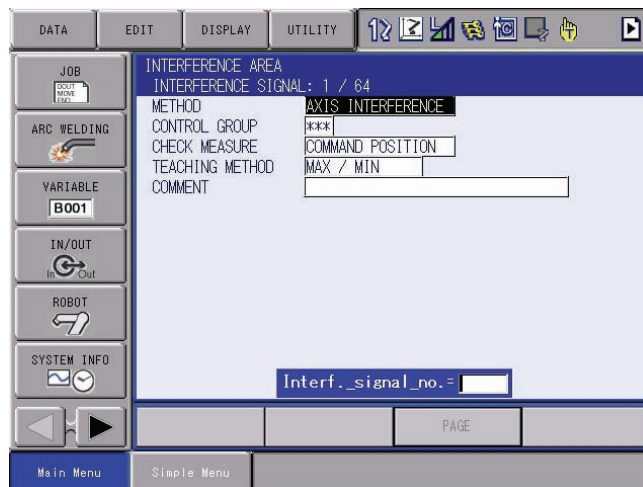 DATA EDIT DISPLAY UTILITY
JOB
DOUT
MOVE
END
ARC WELDING
VARIABLE
B001
IN/OUT
In Out
ROBOT
SYSTEM INFO
INTERFERENCE AREA
INTERFERENCE SIGNAL: 1 / 64
METHOD AXIS INTERFERENCE
CONTROL GROUP ***
CHECK MEASURE COMMAND POSITION
TEACHING METHOD MAX / MIN
COMMENT
Interf._signal_no.=
PAGE
Main Menu Simple Menu